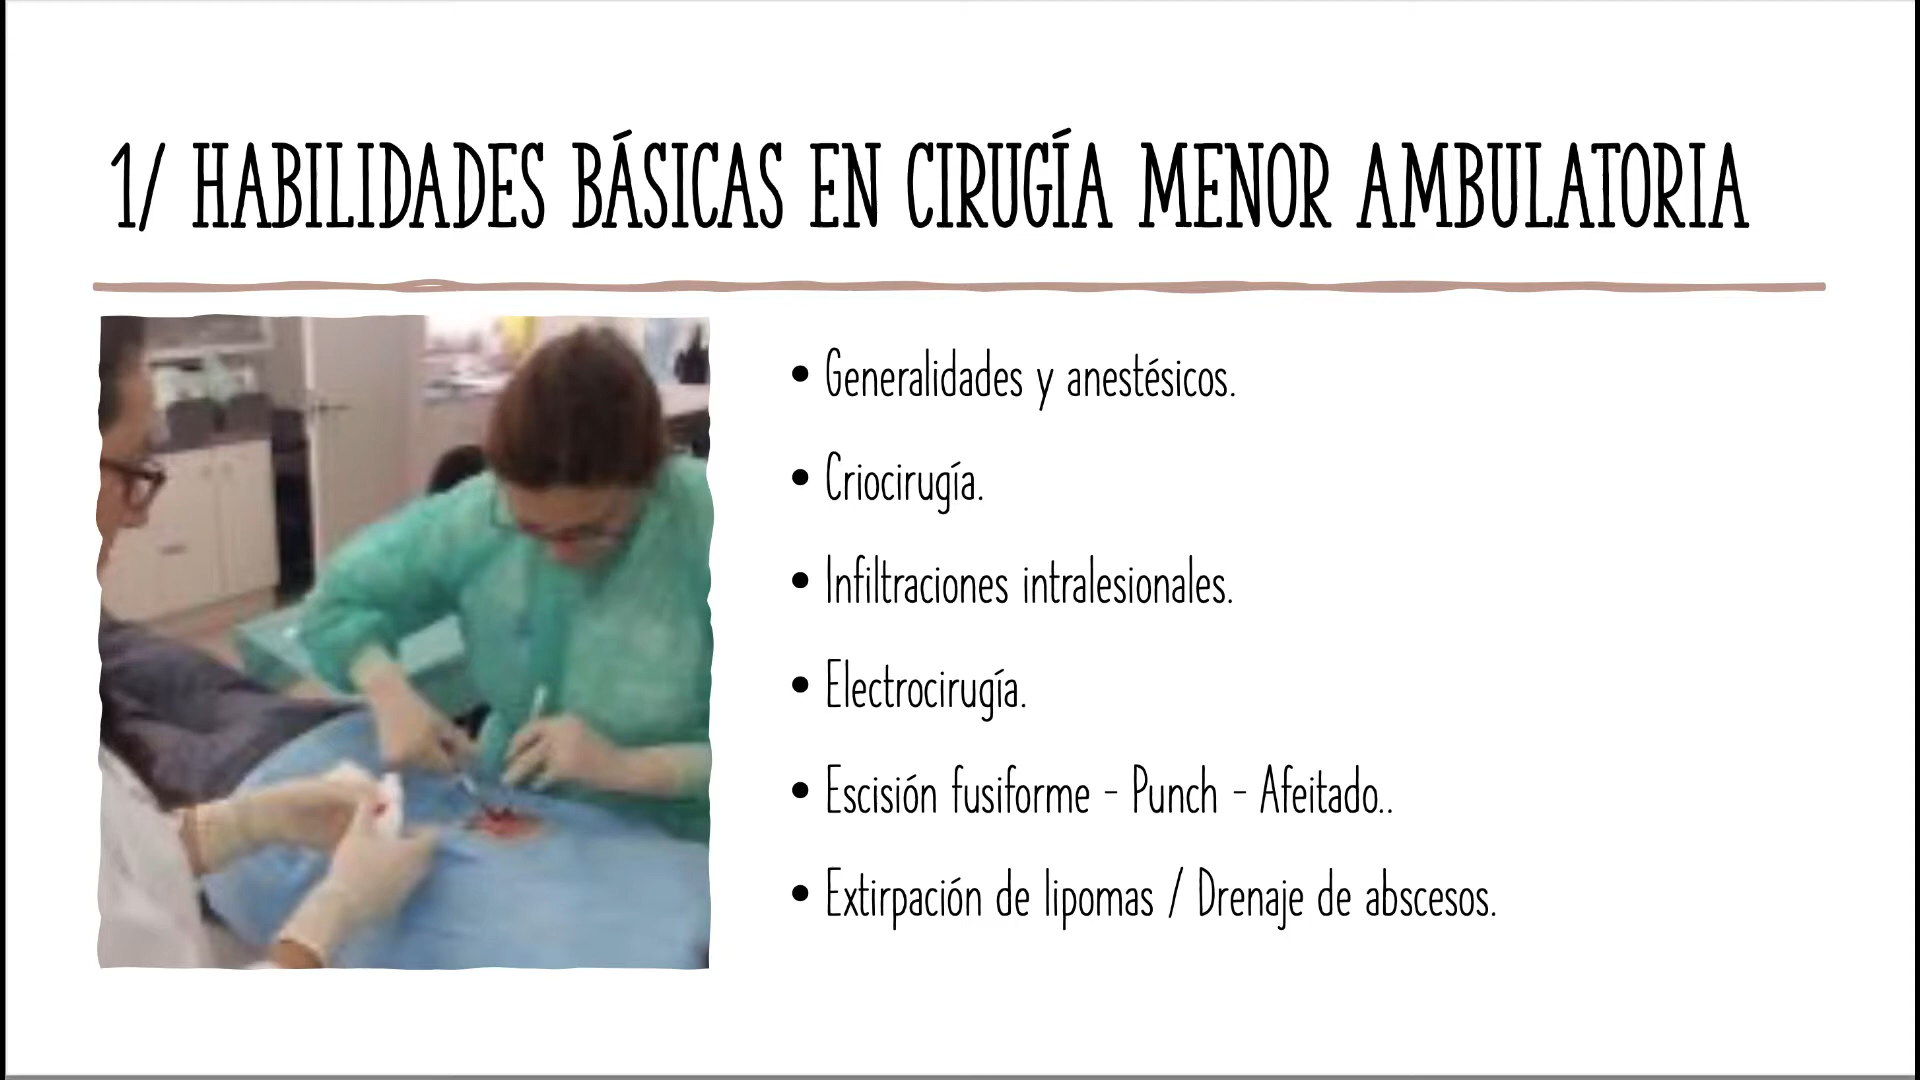 1/ HABILIDADES BÁSICAS EN CIRUGÍA MENOR AMBULATORIA
• Generalidades y anestésicos.
• Criocirugía.
• Infiltraciones intralesionales.
• Electrocirugía.
• Escisión fusiforme - Punch - Afeitado..
• Extirpación de lipomas / Drenaje de abscesos.